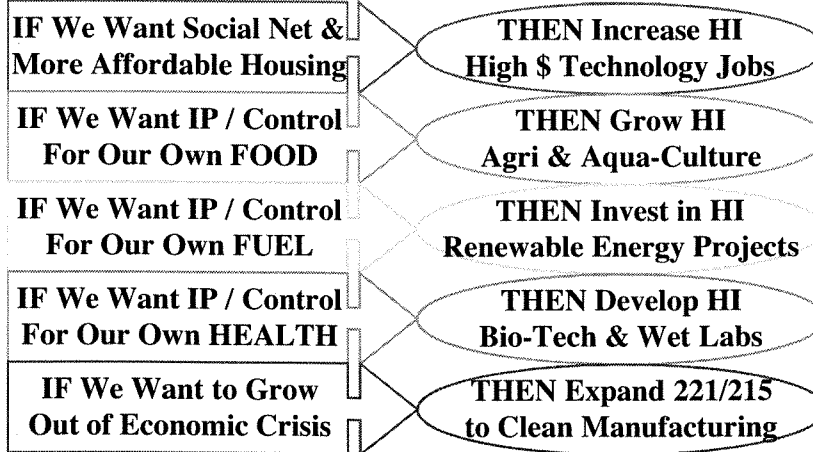 IF We Want Social Net &
More Affordable Housing
THEN Increase HI
High $ Technology Jobs
IF We Want IP / Control
For Our Own FOOD
THEN Grow HI
Agri & Aqua-Culture
IF We Want IP / Control
For Our Own FUEL
THEN Invest in HI
Renewable Energy Projects
IF We Want IP / Control
For Our Own HEALTH
THEN Develop HI
Bio-Tech & Wet Labs
IF We Want to Grow
Out of Economic Crisis
THEN Expand 221/215
to Clean Manufacturing